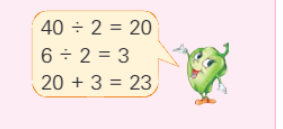 40 ÷ 2 = 20
6 ÷ 2 = 3
20 + 3 = 23